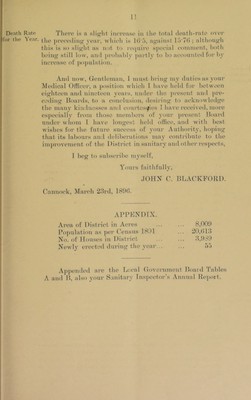 11
Death Rate
for the Year.
There is a slight increase in the total death-rate over
the preceding year, which is 16·5, against 15·76; although
this is so slight as not to require special comment, both
being still low, and probably partly to be accounted for by
increase of population.
And now, Gentlemen, I must bring my duties as your
Medical Officer, a position which I have held for between
eighteen and nineteen years, under the present and pre-
ceding Boards, to a conclusion, desiring to acknowledge
the many kindnesses and courtesies I have received, more
especially from those members of your present Board
under whom I have longest held office, and with best
wishes for the future success of your Authority, hoping
that its labours and deliberations may contribute to the
improvement of the District in sanitary and other respects,
I beg to subscribe myself,
Yours faithfully,
JOHN C. BLACKFORD.
Cannock, March 23rd, 1896.
APPENDIX.
Area of District in Acres ... ... 8,009
Population as per Census 1891 ... 20,613
No. of Houses in District ... ... 3,989
Newly erected during the year... ... 55
Appended are the Local Government Board Tables
A and B, also your Sanitary Inspector's Annual Report.